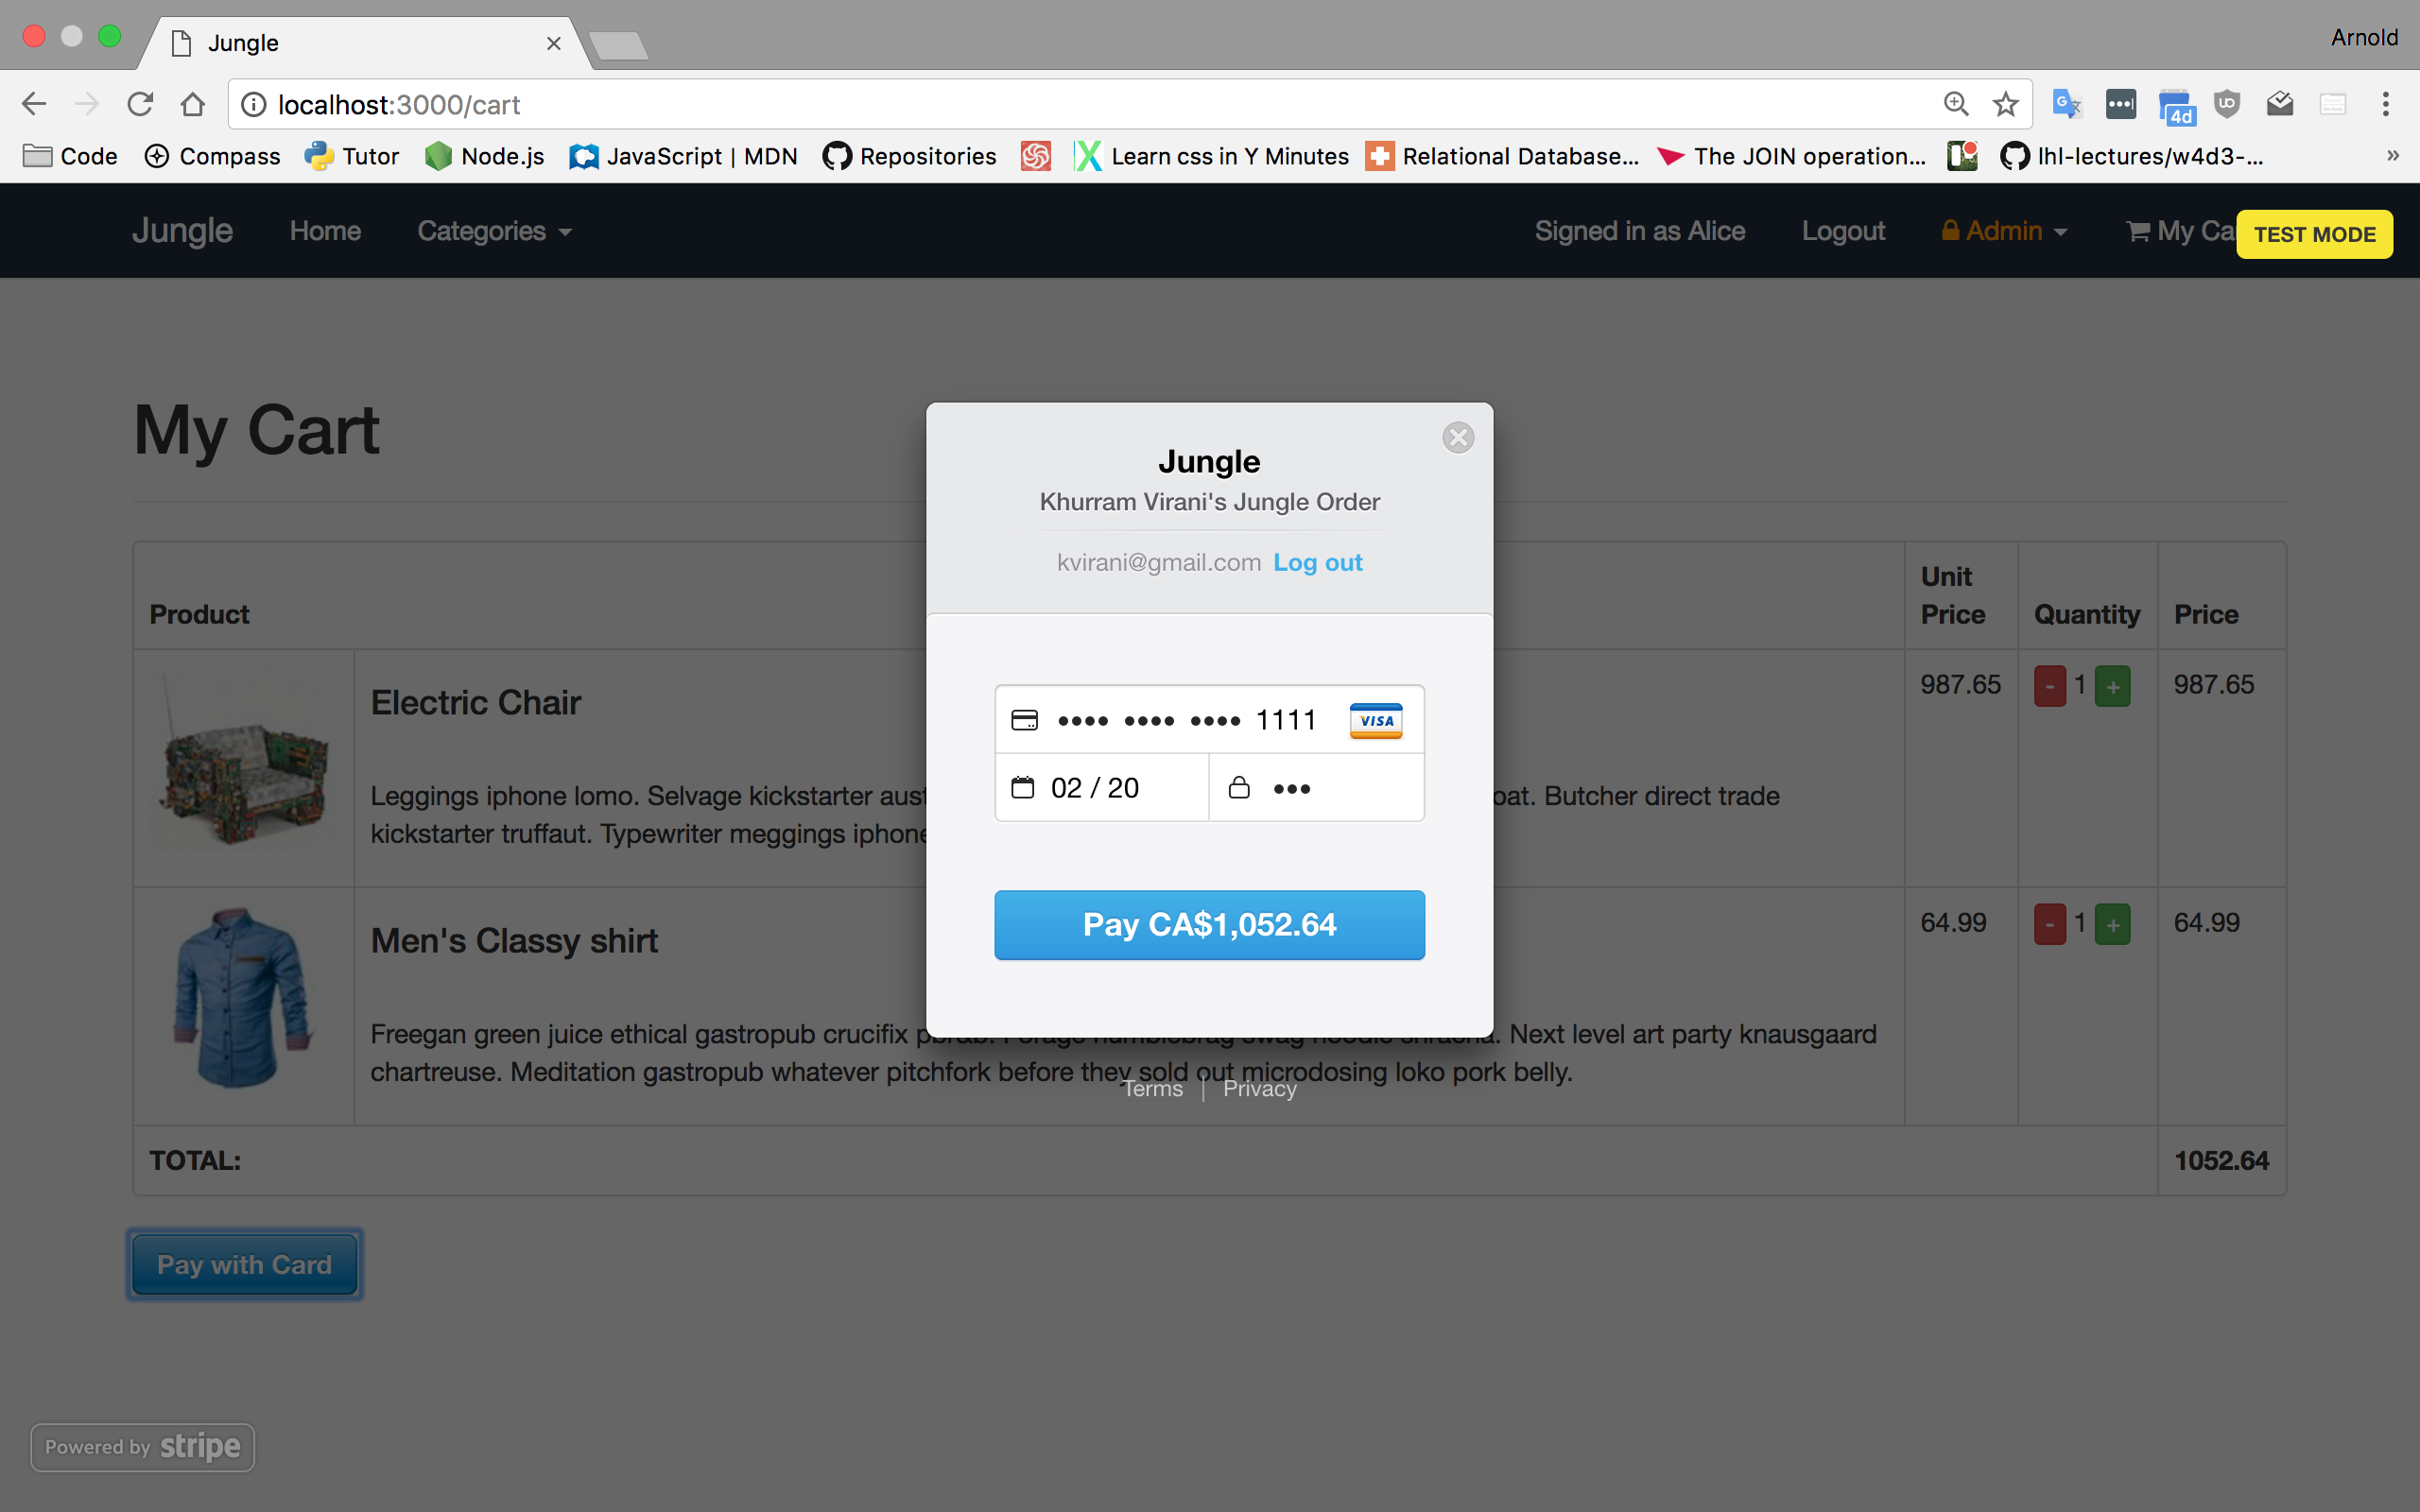 Jungle
Arnold
localhost:3000/cart
4d
Code Compass Tutor Node.js JavaScript | MDN Repositories Learn css in Y Minutes Relational Database... The JOIN operation... lhl-lectures/w4d3-... »
Jungle Home Categories Signed in as Alice Logout Admin My Ca
TEST MODE
My Cart
Product Unit Price Quantity Price
Electric Chair 987.65 - 1 + 987.65
Leggings iphone lomo. Selvage kickstarter aust oat. Butcher direct trade
kickstarter truffaut. Typewriter meggings iphone
Men's Classy shirt 64.99 - 1 + 64.99
Freegan green juice ethical gastropub crucifix Next level art party knausgaard
chartreuse. Meditation gastropub whatever pitchfork before they sold out microdosing loko pork belly.
TOTAL: 1052.64
Pay with Card
Jungle
Khurram Virani's Jungle Order
kvirani@gmail.com Log out
•••• •••• •••• 1111 VISA
02 / 20 •••
Pay CA$1,052.64
Terms | Privacy
Powered by stripe